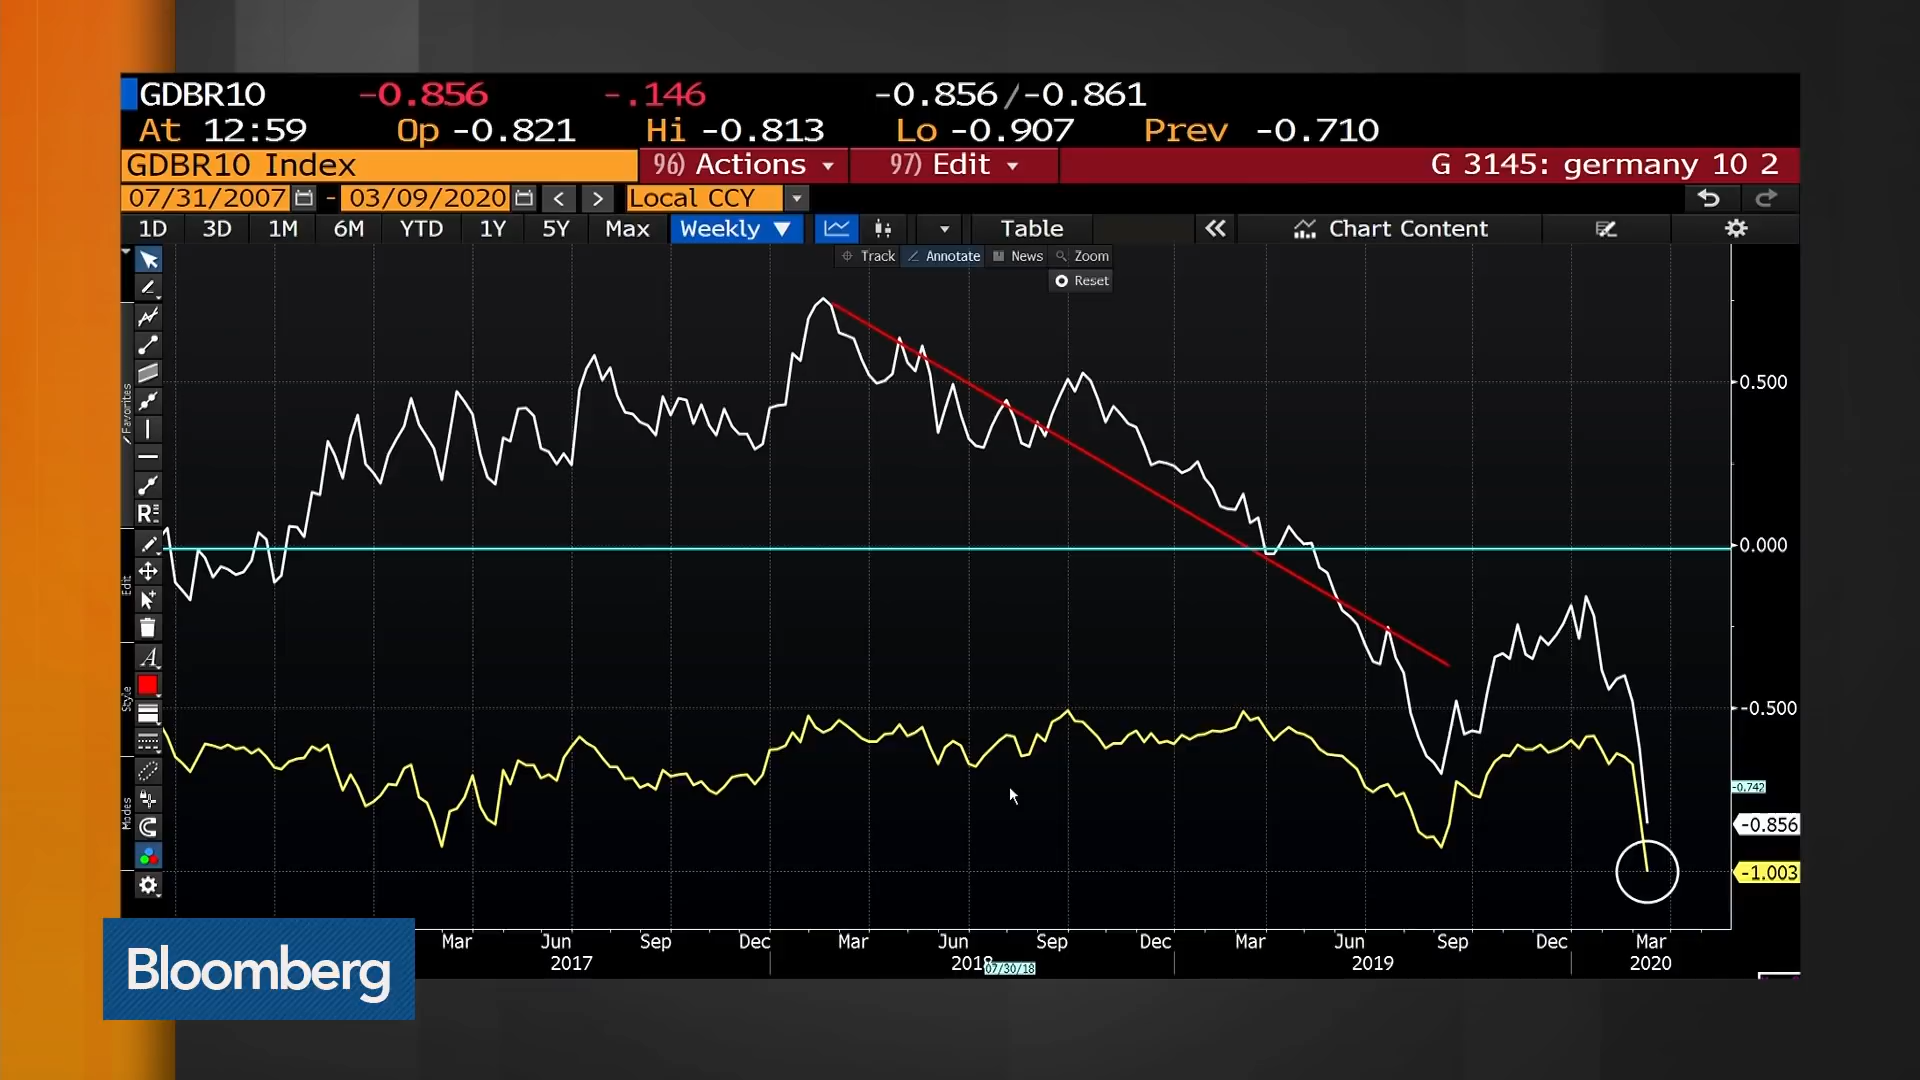 GDBR10 -0.856 -.146 -0.856/-0.861
At 12:59 Op -0.821 Hi -0.813 Lo -0.907 Prev -0.710
GDBR10 Index 96) Actions 97) Edit G 3145: germany 10 2
07/31/2007 - 03/09/2020 < > Local CCY
1D 3D 1M 6M YTD 1Y 5Y Max Weekly Table Chart Content
Track Annotate News Zoom
Reset
Favorites
Edit
Style
Modes
R
A
0.500
0.000
-0.500
-0.742
-0.856
-1.003
Mar Jun Sep Dec Mar Jun Sep Dec Mar Jun Sep Dec Mar
2017 2018 07/30/18 2019 2020
Bloomberg